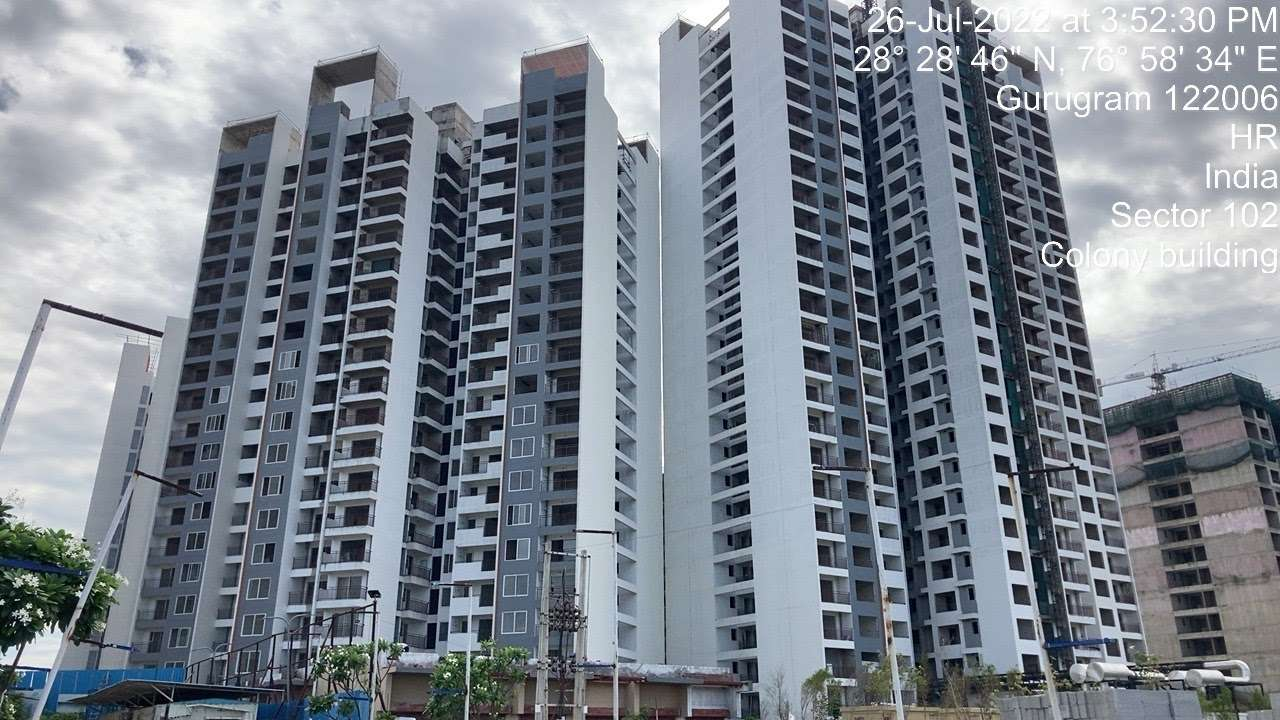 26-Jul-2022 at 3:52:30 PM
28° 28' 46" N, 76° 58' 34" E
Gurugram 122006
HR
India
Sector 102
Colony building